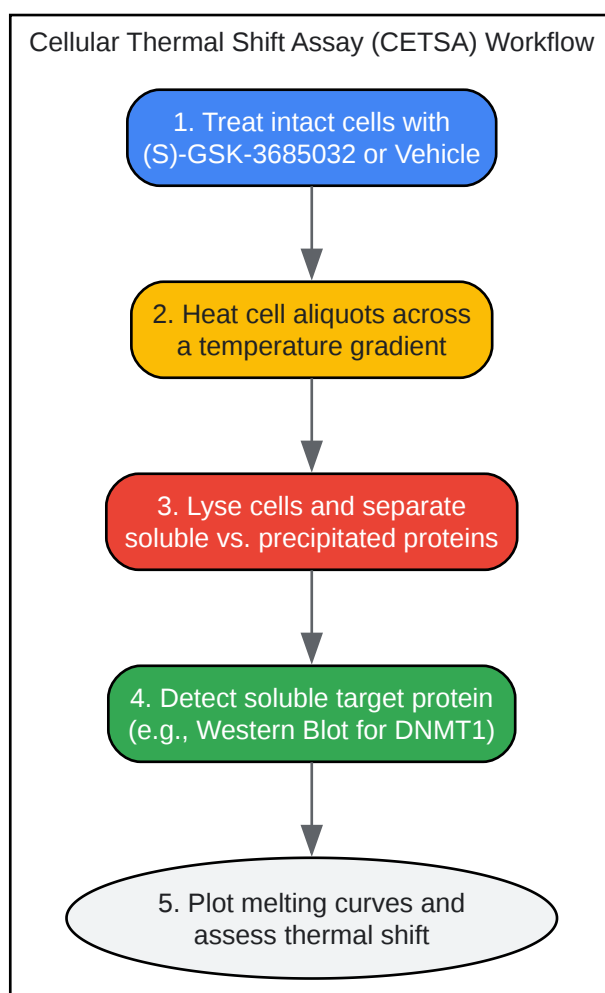 Cellular Thermal Shift Assay (CETSA) Workflow
1. Treat intact cells with
(S)-GSK-3685032 or Vehicle
2. Heat cell aliquots across
a temperature gradient
3. Lyse cells and separate
soluble vs. precipitated proteins
4. Detect soluble target protein
(e.g., Western Blot for DNMT1)
5. Plot melting curves and
assess thermal shift